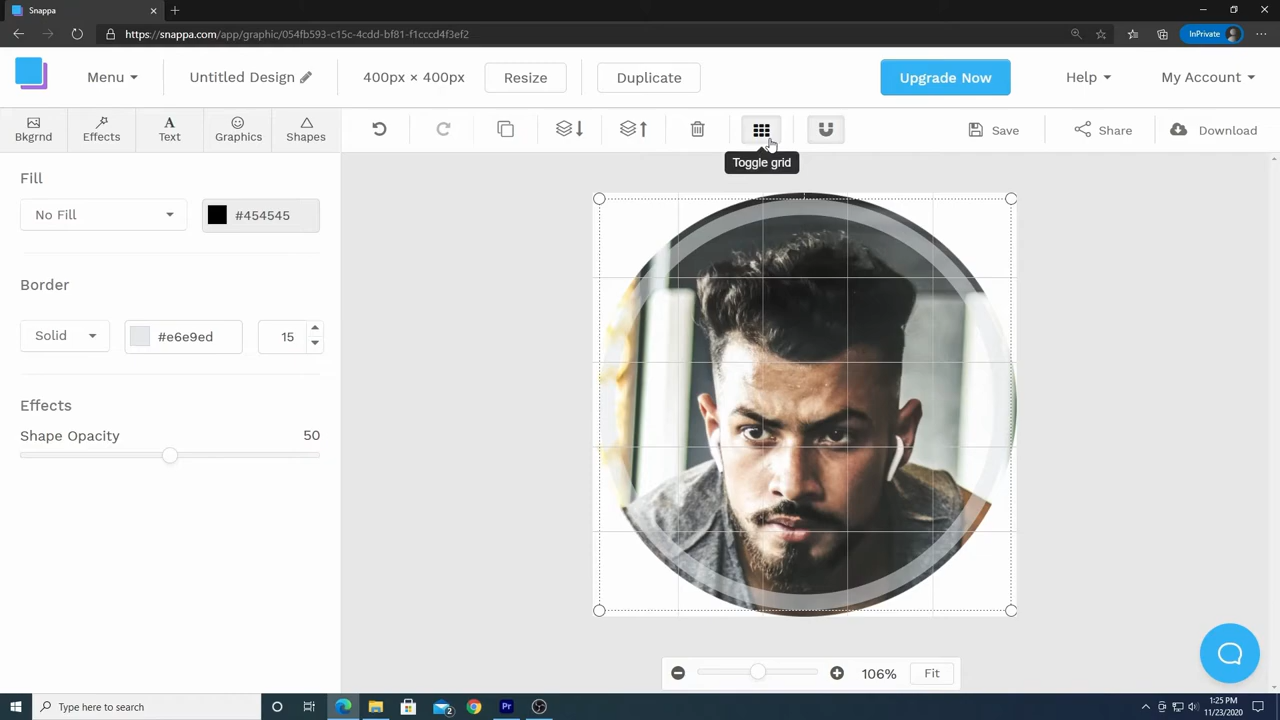 Snappa
https://snappa.com/app/graphic/054fb593-c15c-4cdd-bf81-f1cccd4f3ef2
InPrivate
Menu
Untitled Design
400px × 400px
Resize
Duplicate
Upgrade Now
Help
My Account
Bkgrnd
Effects
Text
Graphics
Shapes
Save
Share
Download
Toggle grid
Fill
No Fill
#454545
Border
Solid
#e6e9ed
15
Effects
Shape Opacity
50
106%
Fit
Type here to search
1:25 PM
11/23/2020